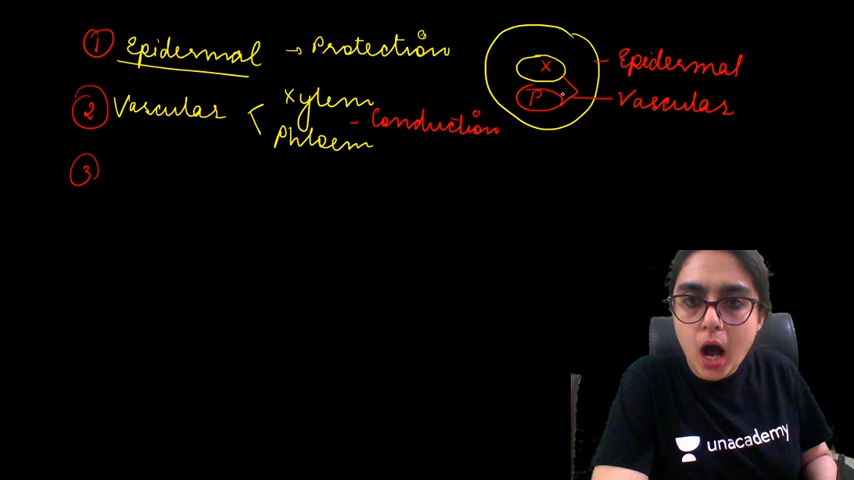 ① Epidermal → Protection
② Vascular
Xylem
Phloem
- Conduction
③
X
P
Epidermal
Vascular
unacademy